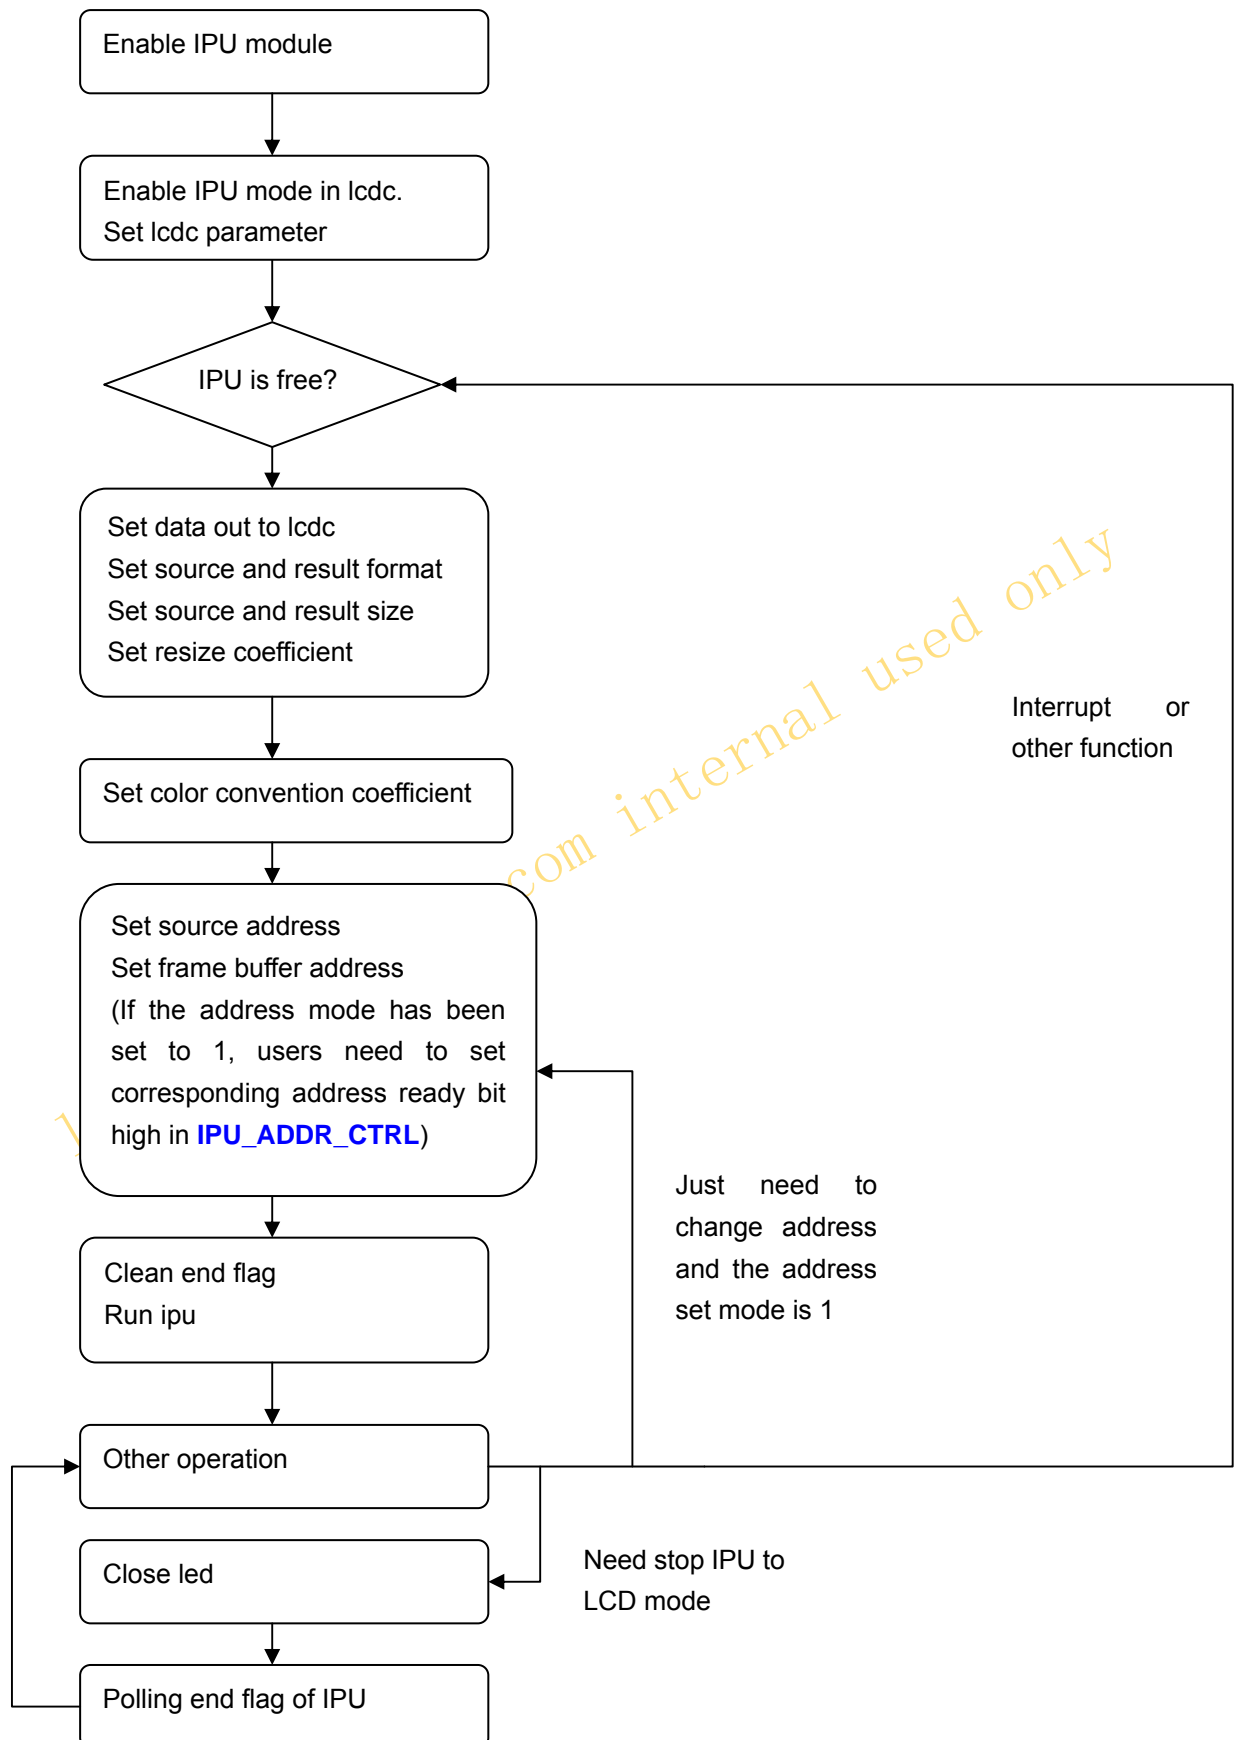 Enable IPU module
Enable IPU mode in lcdc.
Set lcdc parameter
IPU is free?
Set data out to lcdc
Set source and result format
Set source and result size
Set resize coefficient
Interrupt or
other function
Set color convention coefficient
com internal used only
Set source address
Set frame buffer address
(If the address mode has been
set to 1, users need to set
corresponding address ready bit
high in IPU_ADDR_CTRL)
Just need to
change address
and the address
set mode is 1
Clean end flag
Run ipu
Other operation
Close led
Need stop IPU to
LCD mode
Polling end flag of IPU